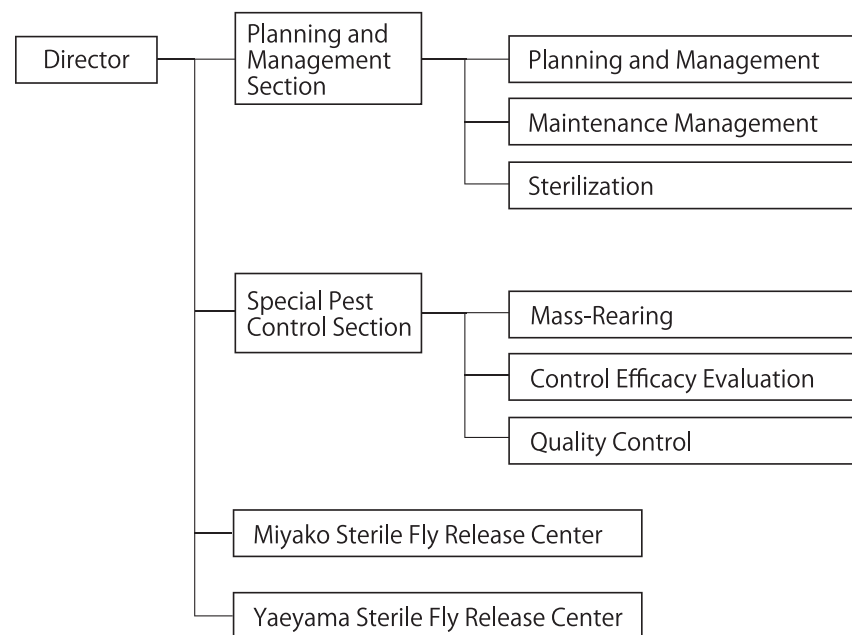 Director
Planning and
Management
Section
Planning and Management
Maintenance Management
Sterilization
Special Pest
Control Section
Mass-Rearing
Control Efficacy Evaluation
Quality Control
Miyako Sterile Fly Release Center
Yaeyama Sterile Fly Release Center